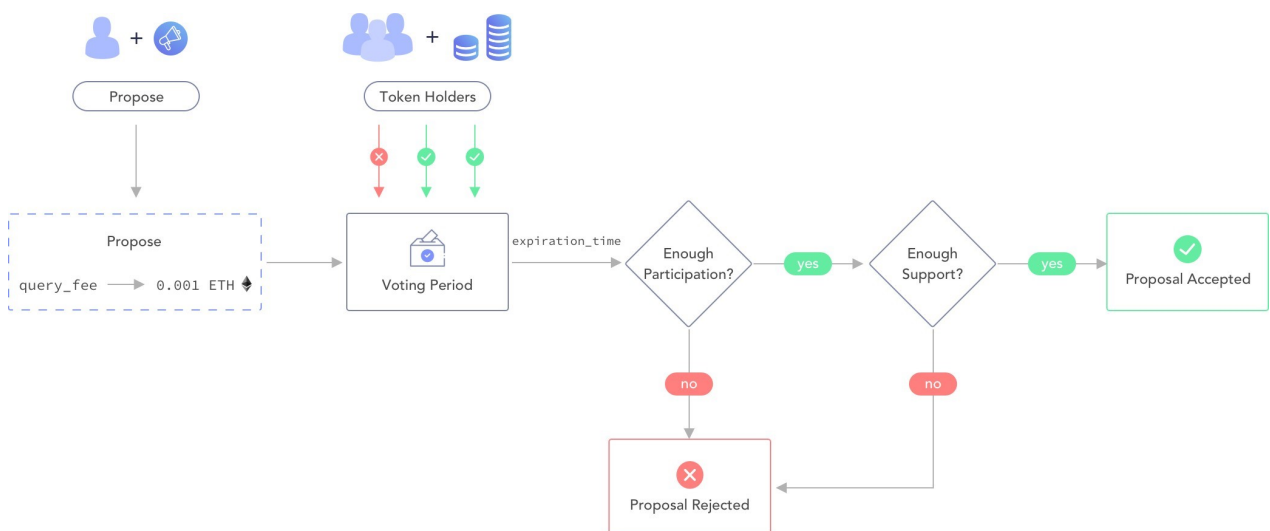 Propose
Token Holders
Propose
query_fee 0.001 ETH
Voting Period
expiration_time
Enough
Participation?
yes
Enough
Support?
yes
Proposal Accepted
no
no
Proposal Rejected